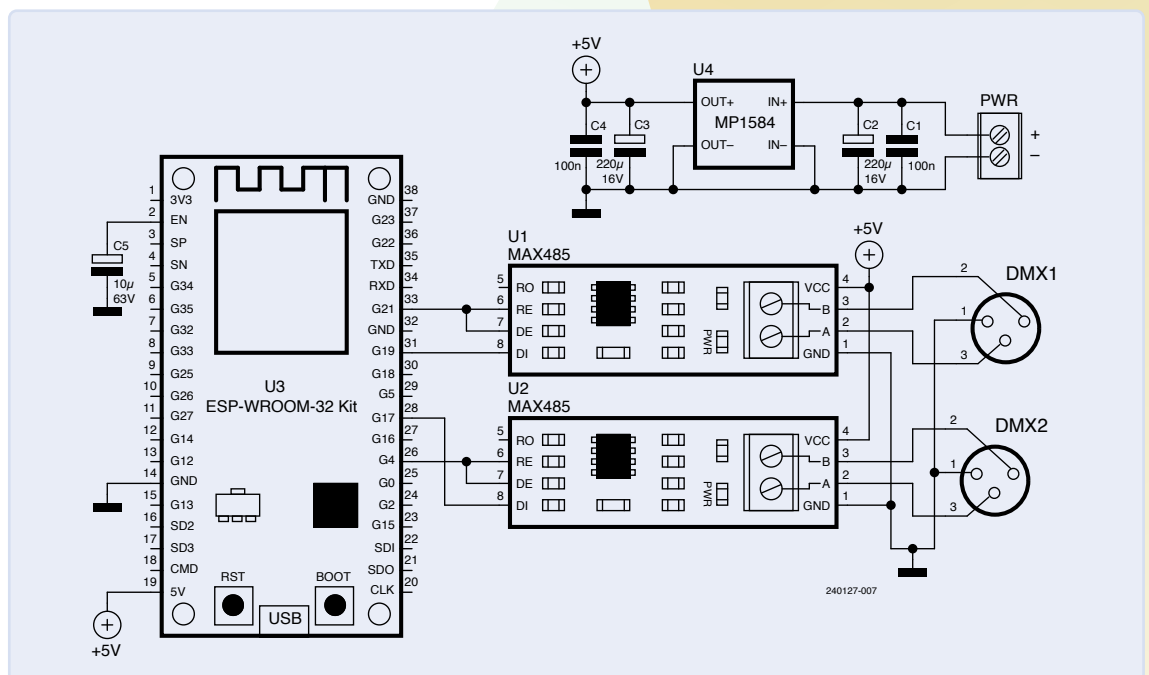 +5V
U4
OUT+
IN+
MP1584
OUT–
IN–
C4
100n
C3
220µ
16V
C2
220µ
16V
C1
100n
PWR
+
–
1
3V3
2
EN
3
SP
4
SN
5
G34
6
G35
7
G32
8
G33
9
G25
10
G26
11
G27
12
G14
13
G12
14
GND
15
G13
16
SD2
17
SD3
18
CMD
19
5V
38
GND
37
G23
36
G22
35
TXD
34
RXD
33
G21
32
GND
31
G19
30
G18
29
G5
28
G17
27
G16
26
G4
25
G0
24
G2
23
G15
22
SDI
21
SDO
20
CLK
C5
10µ
63V
U3
ESP-WROOM-32 Kit
RST
BOOT
USB
+5V
U1
MAX485
5
RO
6
RE
7
DE
8
DI
PWR
4
VCC
3
B
2
A
1
GND
+5V
U2
MAX485
5
RO
6
RE
7
DE
8
DI
PWR
4
VCC
3
B
2
A
1
GND
DMX1
2
1
3
DMX2
2
1
3
240127-007